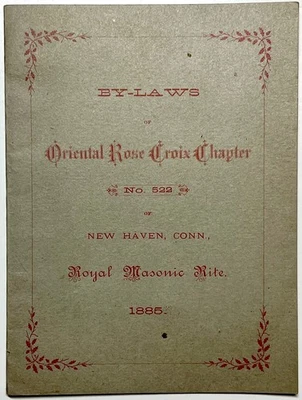 BY-LAWS
OF
Oriental Rose Croix Chapter
No. 522
OF
NEW HAVEN, CONN.,
Royal Masonic Rite.
1885.